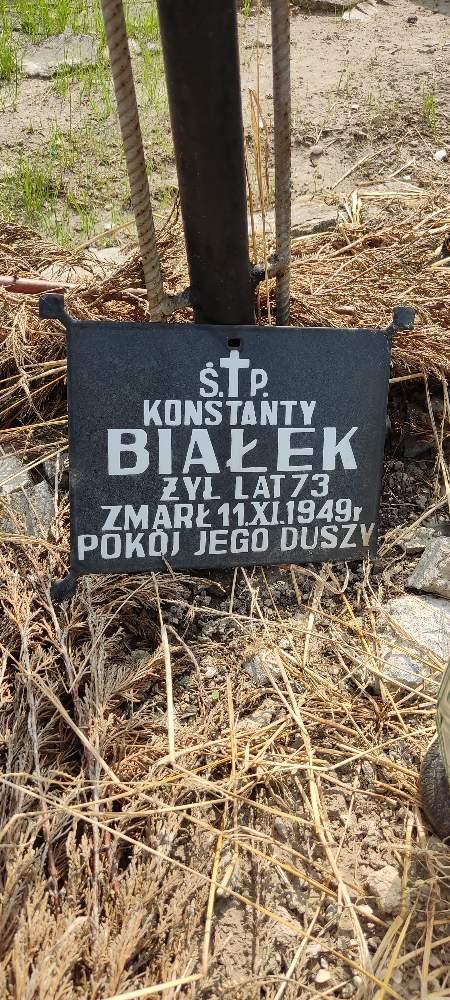 Ś.†P.
KONSTANTY
BIAŁEK
ŻYŁ LAT 73
ZMARŁ 11.XI.1949r
POKÓJ JEGO DUSZY